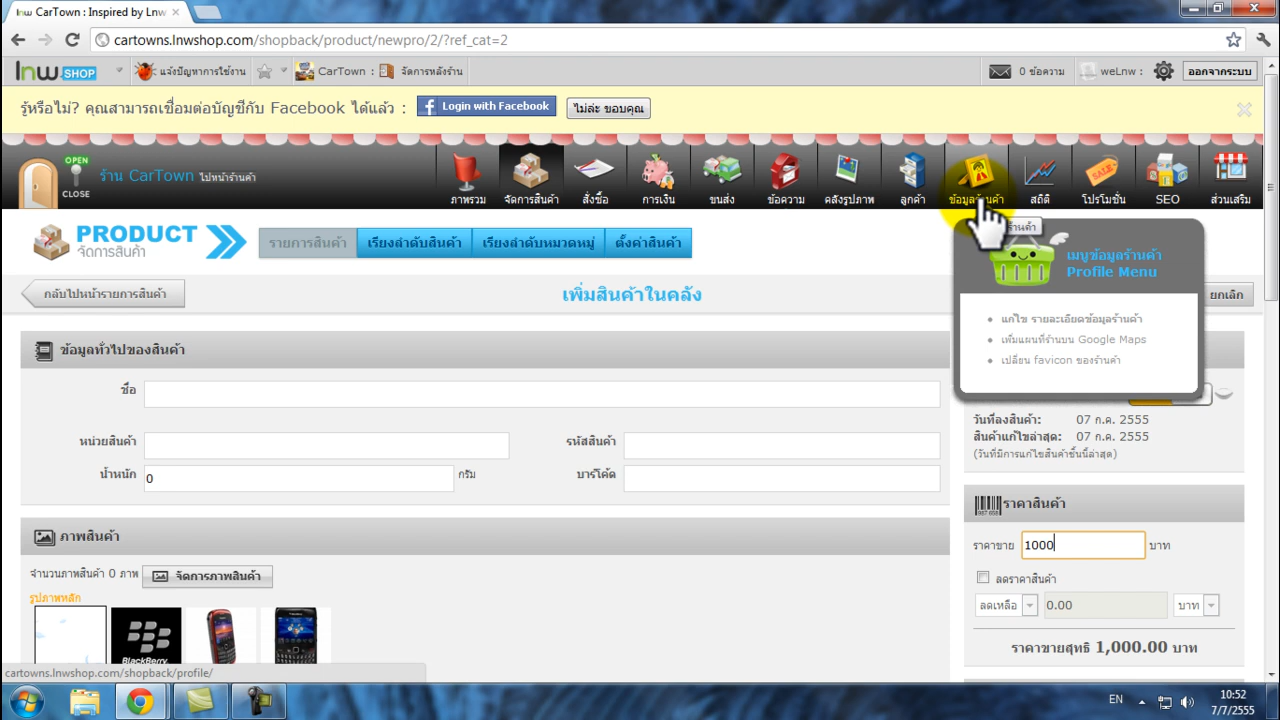 lnw CarTown : Inspired by Lnw
cartowns.lnwshop.com/shopback/product/newpro/2/?ref_cat=2
lnw SHOP
แจ้งปัญหาการใช้งาน
CarTown :
จัดการหลังร้าน
0 ข้อความ
weLnw :
ออกจากระบบ
รู้หรือไม่? คุณสามารถเชื่อมต่อบัญชีกับ Facebook ได้แล้ว :
f Login with Facebook
ไม่ล่ะ ขอบคุณ
OPEN
CLOSE
ร้าน CarTown ไปหน้าร้านค้า
ภาพรวม
จัดการสินค้า
สั่งซื้อ
การเงิน
ขนส่ง
ข้อความ
คลังรูปภาพ
ลูกค้า
ข้อมูลร้านค้า
สถิติ
โปรโมชั่น
SEO
ส่วนเสริม
PRODUCT
จัดการสินค้า
รายการสินค้า
เรียงลำดับสินค้า
เรียงลำดับหมวดหมู่
ตั้งค่าสินค้า
ร้านค้า
เมนูข้อมูลร้านค้า
Profile Menu
แก้ไข รายละเอียดข้อมูลร้านค้า
เพิ่มแผนที่ร้านบน Google Maps
เปลี่ยน favicon ของร้านค้า
กลับไปหน้ารายการสินค้า
เพิ่มสินค้าในคลัง
ยกเลิก
ข้อมูลทั่วไปของสินค้า
ชื่อ
หน่วยสินค้า
รหัสสินค้า
น้ำหนัก
0
กรัม
บาร์โค้ด
วันที่ลงสินค้า: 07 ก.ค. 2555
สินค้าแก้ไขล่าสุด: 07 ก.ค. 2555
(วันที่มีการแก้ไขสินค้าชิ้นนี้ล่าสุด)
ราคาสินค้า
ราคาขาย 1000 บาท
ลดราคาสินค้า
ลดเหลือ 0.00 บาท
ราคาขายสุทธิ 1,000.00 บาท
ภาพสินค้า
จำนวนภาพสินค้า 0 ภาพ
จัดการภาพสินค้า
รูปภาพหลัก
BlackBerry
cartowns.lnwshop.com/shopback/profile/
EN
10:52
7/7/2555